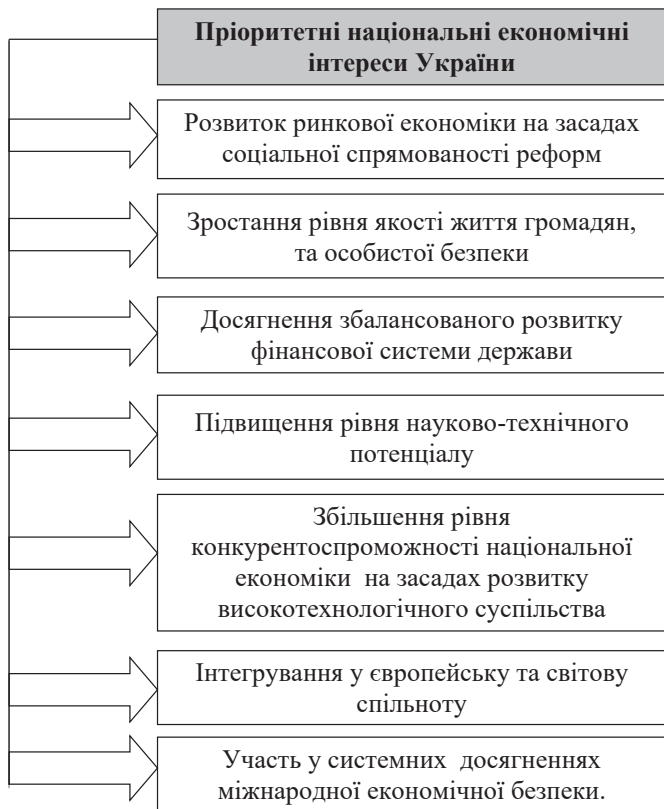 Пріоритетні національні економічні
інтереси України
Розвиток ринкової економіки на засадах
соціальної спрямованості реформ
Зростання рівня якості життя громадян,
та особистої безпеки
Досягнення збалансованого розвитку
фінансової системи держави
Підвищення рівня науково-технічного
потенціалу
Збільшення рівня
конкурентоспроможності національної
економіки на засадах розвитку
високотехнологічного суспільства
Інтегрування у європейську та світову
спільноту
Участь у системних досягненнях
міжнародної економічної безпеки.